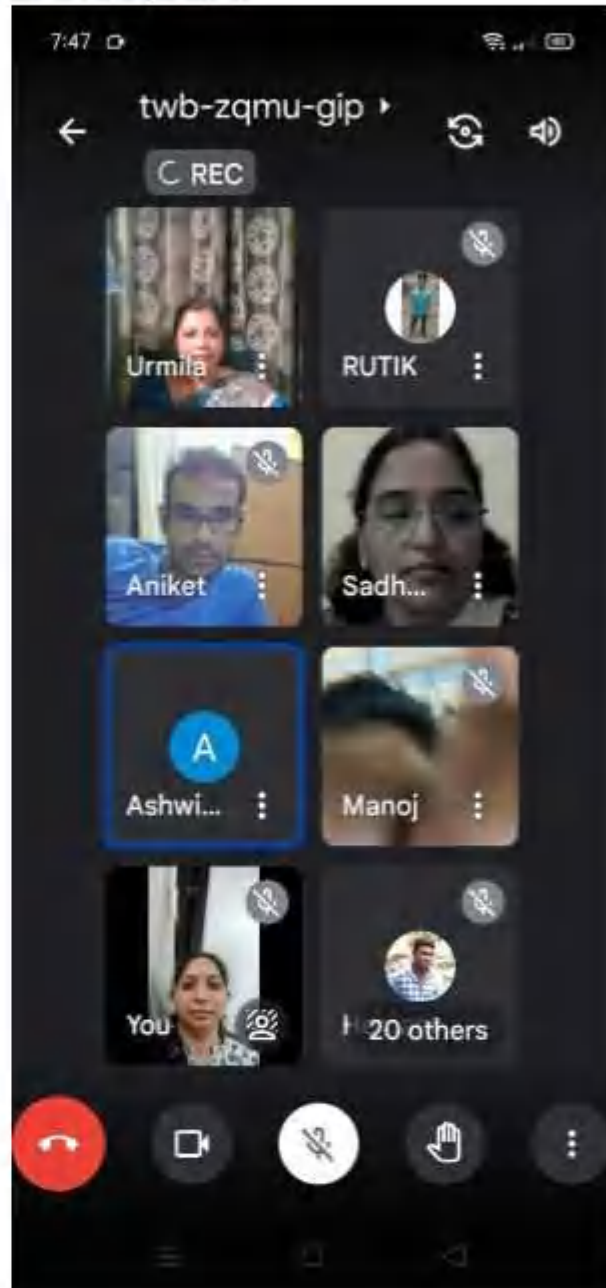 7:47
twb-zqmu-gip
REC
Urmila
RUTIK
Aniket
Sadh...
A
Ashwi...
Manoj
You
20 others